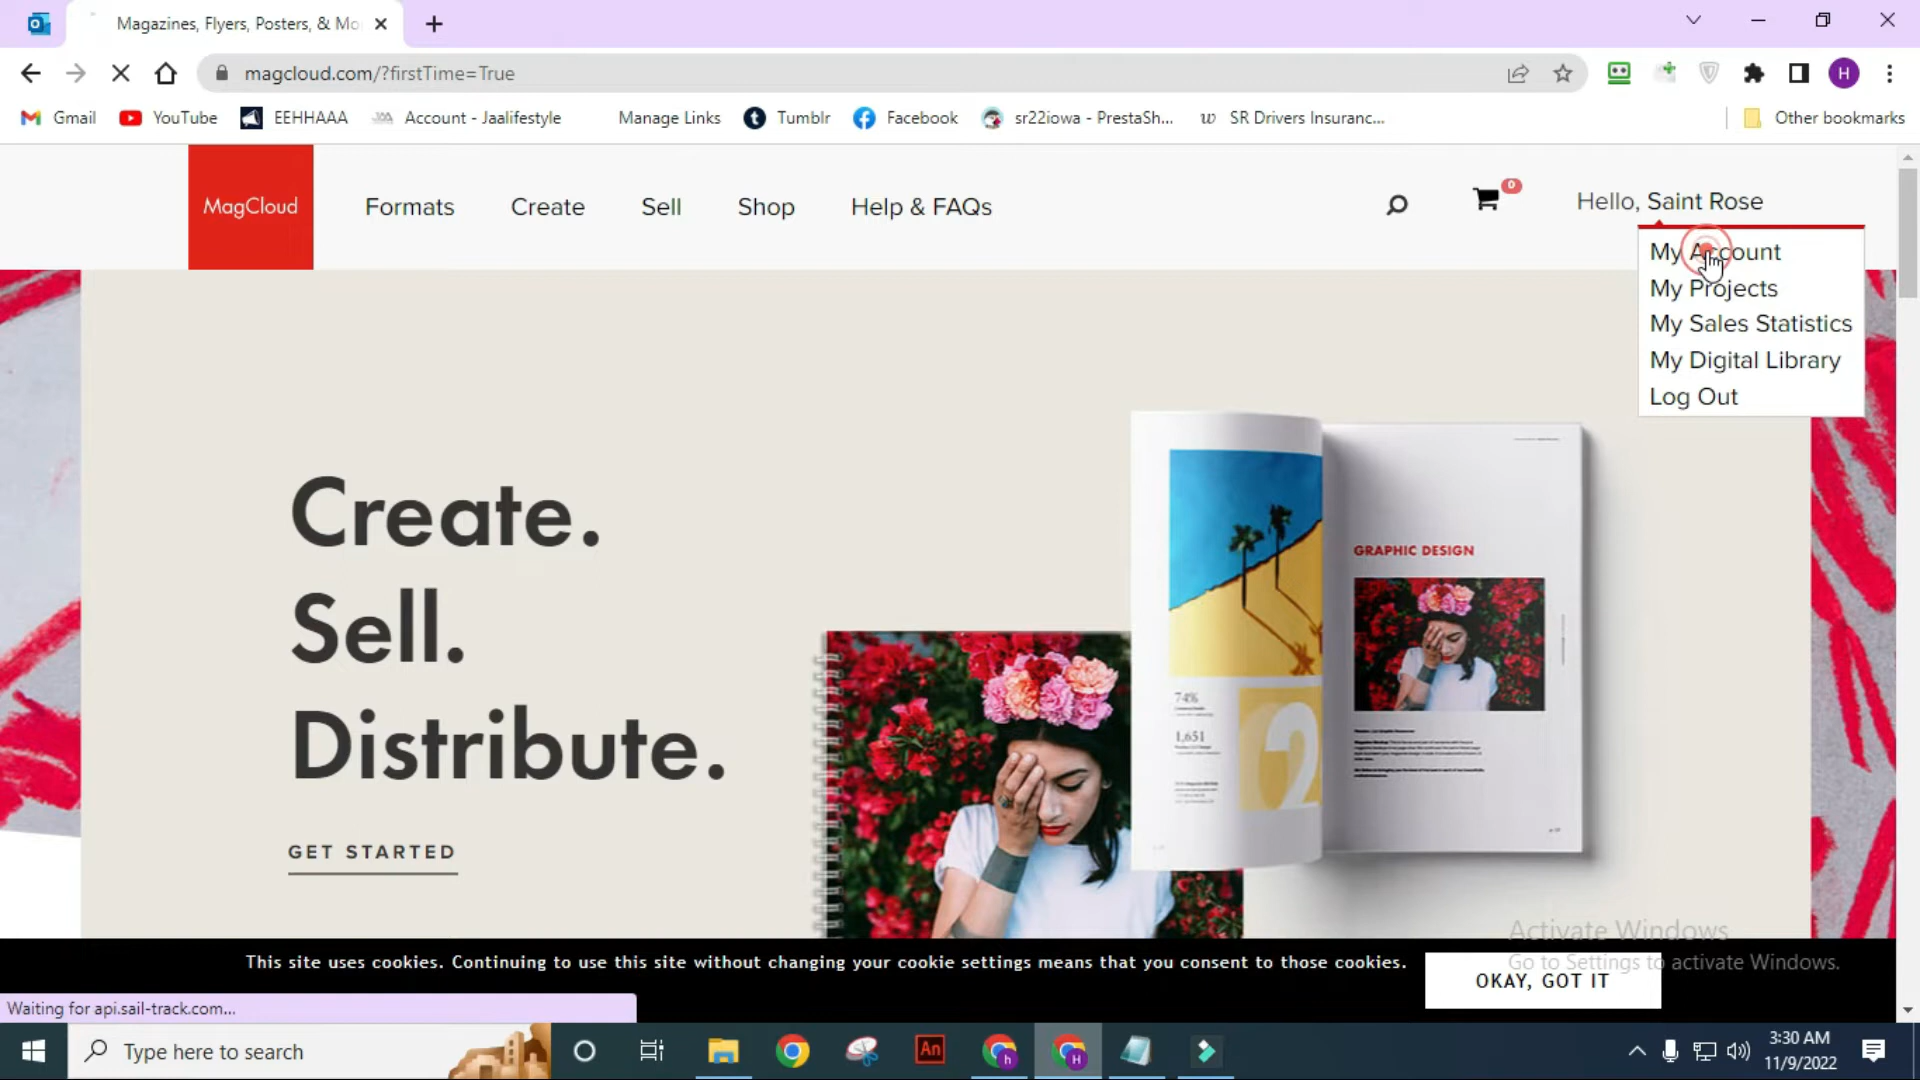 Magazines, Flyers, Posters, & Mo
magcloud.com/?firstTime=True
H
Gmail
YouTube
EEHHAAA
Account - Jaalifestyle
Manage Links
Tumblr
Facebook
sr22iowa - PrestaSh...
SR Drivers Insuranc...
Other bookmarks
MagCloud
Formats
Create
Sell
Shop
Help & FAQs
0
Hello, Saint Rose
My Account
My Projects
My Sales Statistics
My Digital Library
Log Out
Create.
Sell.
Distribute.
GET STARTED
GRAPHIC DESIGN
74%
1,651
2
This site uses cookies. Continuing to use this site without changing your cookie settings means that you consent to those cookies.
OKAY, GOT IT
Activate Windows
Go to Settings to activate Windows.
Waiting for api.sail-track.com...
Type here to search
An
h
H
3:30 AM
11/9/2022